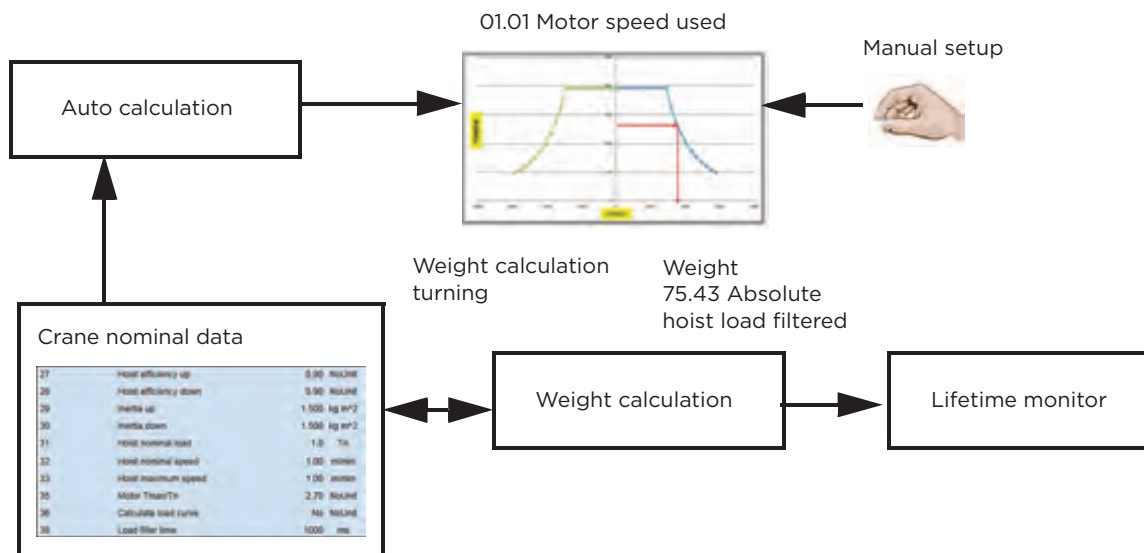 01.01 Motor speed used
Manual setup
Auto calculation
Weight calculation
turning
Weight
75.43 Absolute
hoist load filtered
Crane nominal data
27 Hoist efficiency up 0.90 NoUnit
28 Hoist efficiency down 0.90 NoUnit
29 Inertia up 1.500 kg m^2
30 Inertia down 1.500 kg m^2
31 Hoist nominal load 1.0 Tn
32 Hoist nominal speed 1.00 m/min
33 Hoist maximum speed 1.00 m/min
35 Motor Tmax/Tn 2.70 NoUnit
36 Calculate load curve No NoUnit
Load filter time 1000 ms
Weight calculation
Lifetime monitor